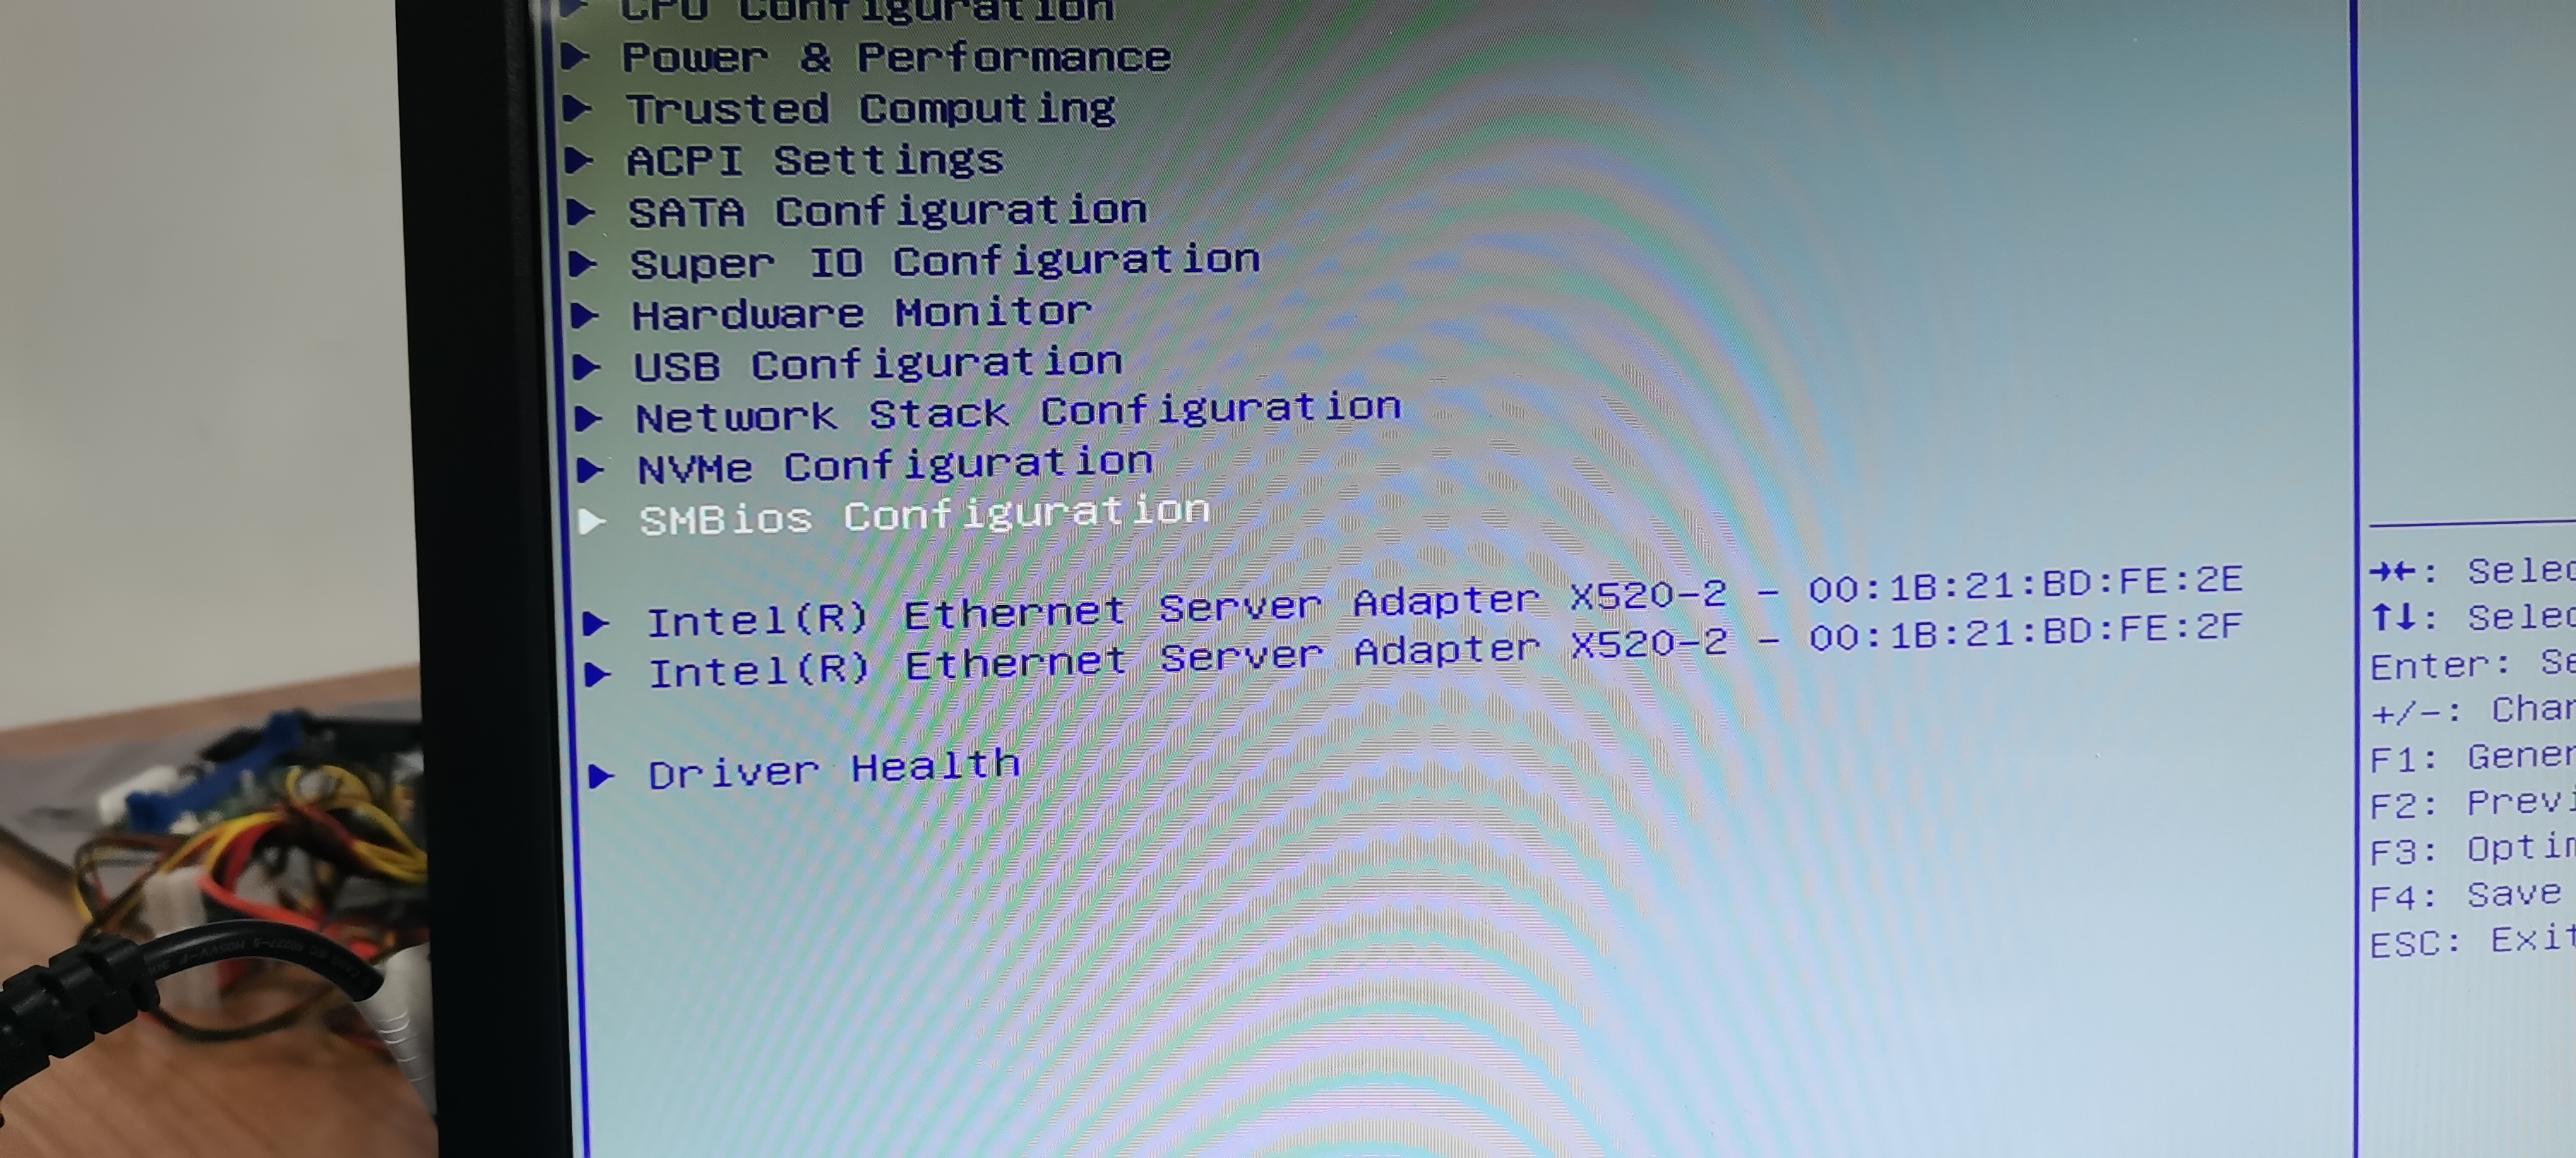 CPU Configuration
Power & Performance
Trusted Computing
ACPI Settings
SATA Configuration
Super IO Configuration
Hardware Monitor
USB Configuration
Network Stack Configuration
NVMe Configuration
SMBios Configuration
Intel(R) Ethernet Server Adapter X520-2 - 00:1B:21:BD:FE:2E
Intel(R) Ethernet Server Adapter X520-2 - 00:1B:21:BD:FE:2F
Driver Health
→←: Selec
↑↓: Selec
Enter: Se
+/-: Char
F1: Gener
F2: Previ
F3: Optim
F4: Save
ESC: Exit